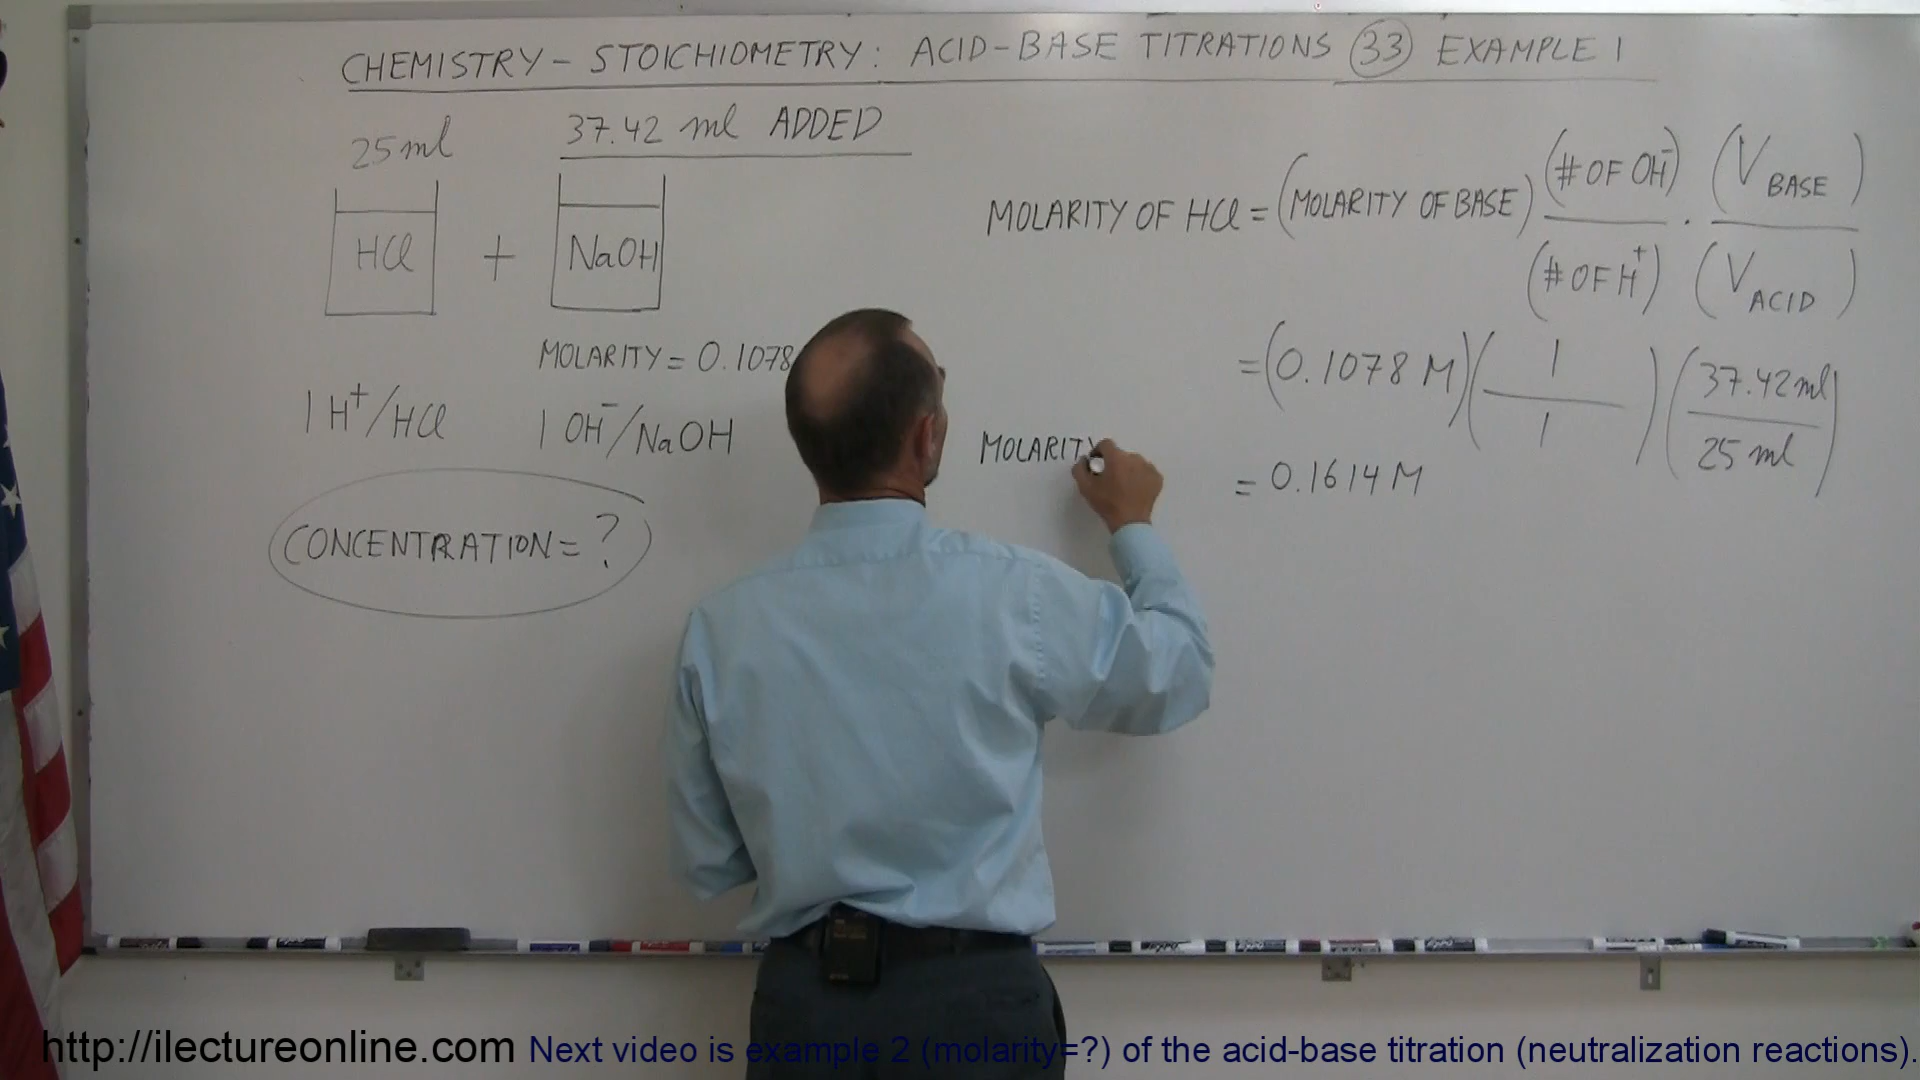 CHEMISTRY – STOICHIOMETRY: ACID-BASE TITRATIONS 33 EXAMPLE 1
25 ml
37.42 ml ADDED
HCl + NaOH
MOLARITY = 0.1078
1 H⁺/HCl
1 OH⁻/NaOH
CONCENTRATION = ?
MOLARITY OF HCl = (MOLARITY OF BASE) (# OF OH⁻) / (# OF H⁺) · (V BASE) / (V ACID)
= (0.1078 M) (1 / 1) (37.42 ml / 25 ml)
MOLARITY
= 0.1614 M
http://ilectureonline.com Next video is example 2 (molarity=?) of the acid-base titration (neutralization reactions).